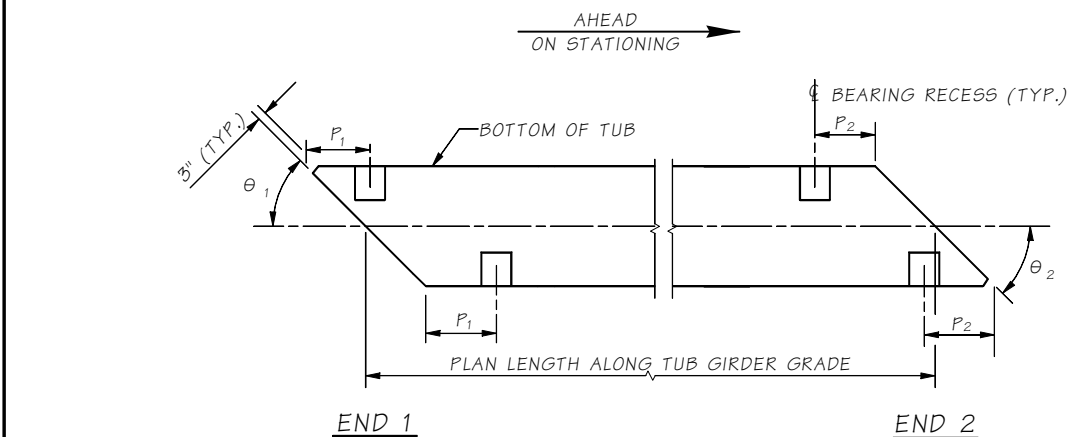 AHEAD
ON STATIONING
℄ BEARING RECESS (TYP.)
3" (TYP.)
P1
P2
BOTTOM OF TUB
θ 1
θ 2
P1
P2
PLAN LENGTH ALONG TUB GIRDER GRADE
END 1
END 2